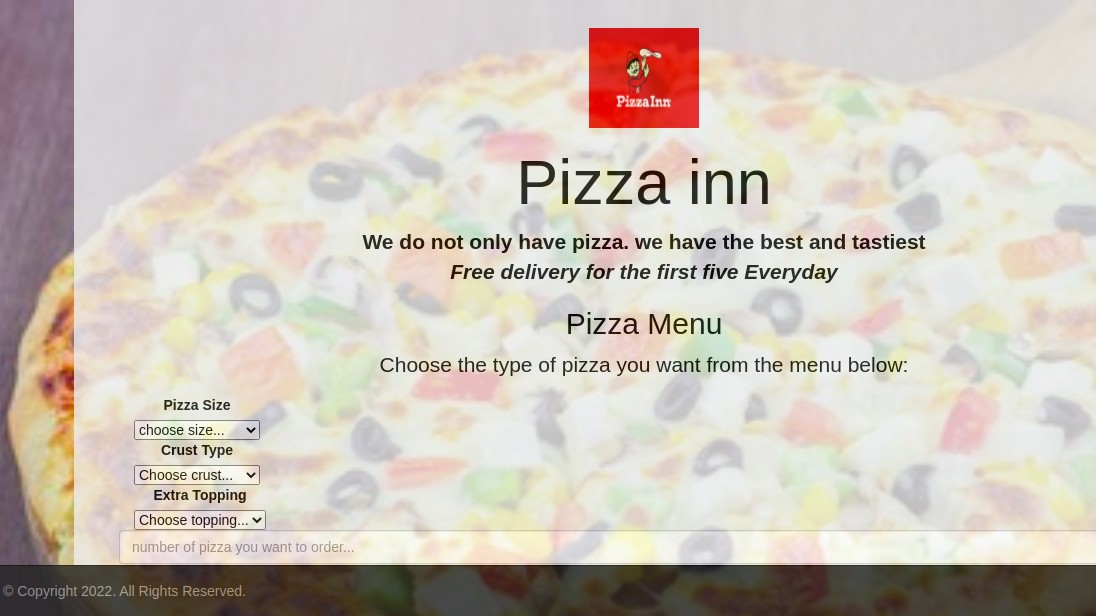 PizzaInn
Pizza inn
We do not only have pizza. we have the best and tastiest
Free delivery for the first five Everyday
Pizza Menu
Choose the type of pizza you want from the menu below:
Pizza Size
choose size...
Crust Type
Choose crust...
Extra Topping
Choose topping...
number of pizza you want to order...
© Copyright 2022. All Rights Reserved.